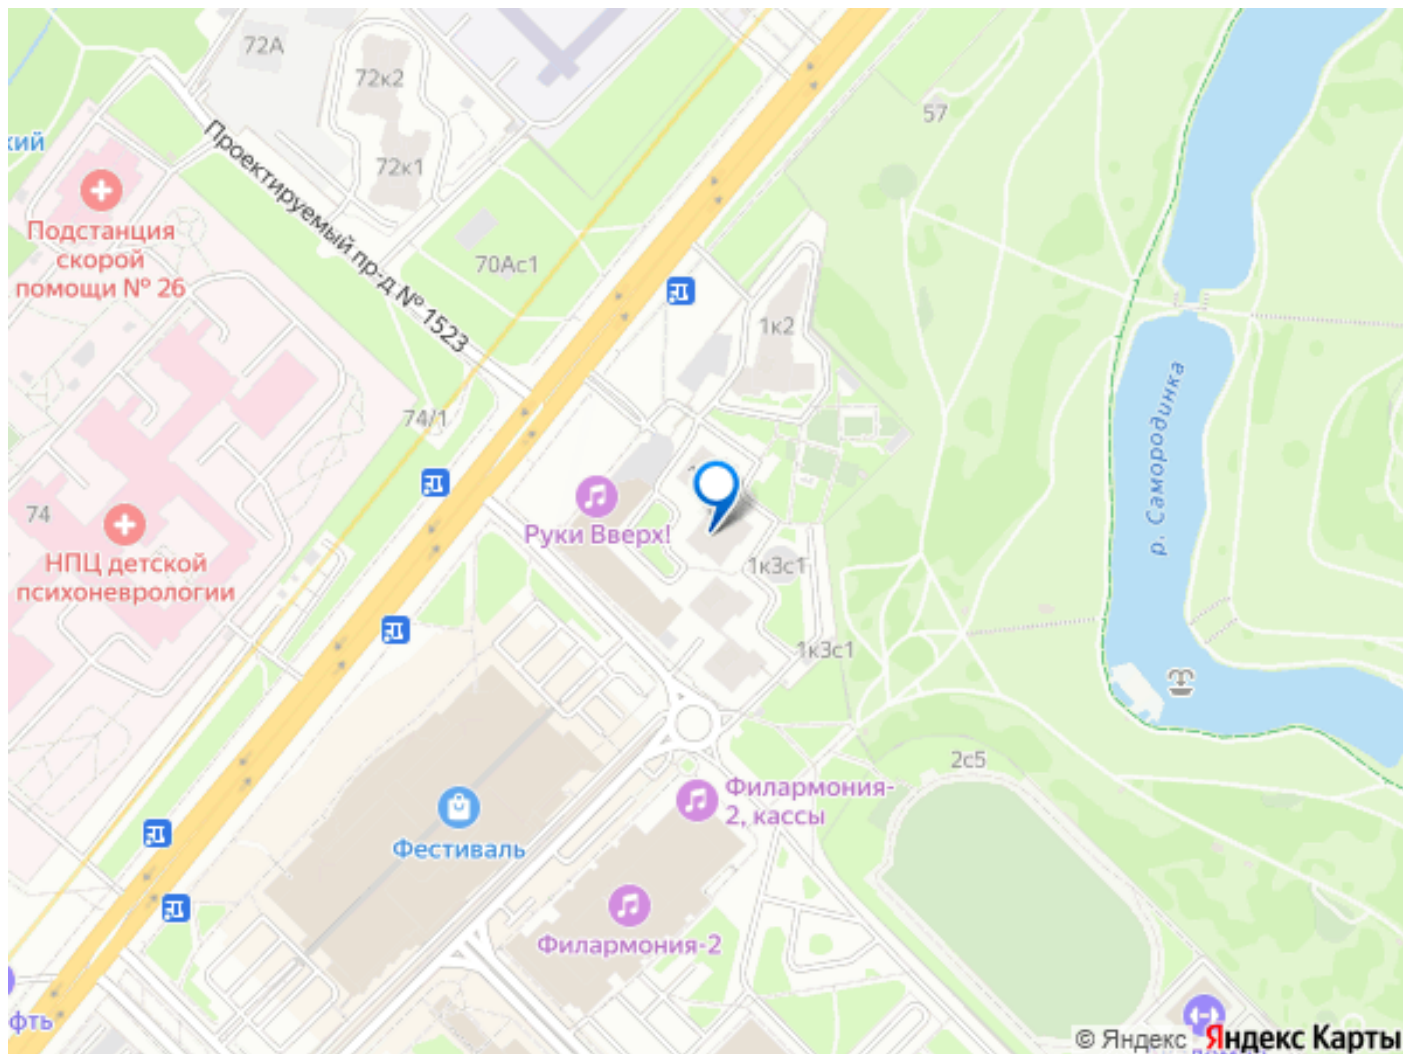 72А
57
72к2
кий
72к1
Проектируемый пр-д № 1523
Подстанция
скорой
помощи № 26
70Ас1
1к2
р. Самородинка
74/1
74
Руки Вверх!
НПЦ детской
психоневрологии
1к3с1
1к3с1
2с5
Филармония-
2, кассы
Фестиваль
Филармония-2
фть
© Яндекс Яндекс Карты